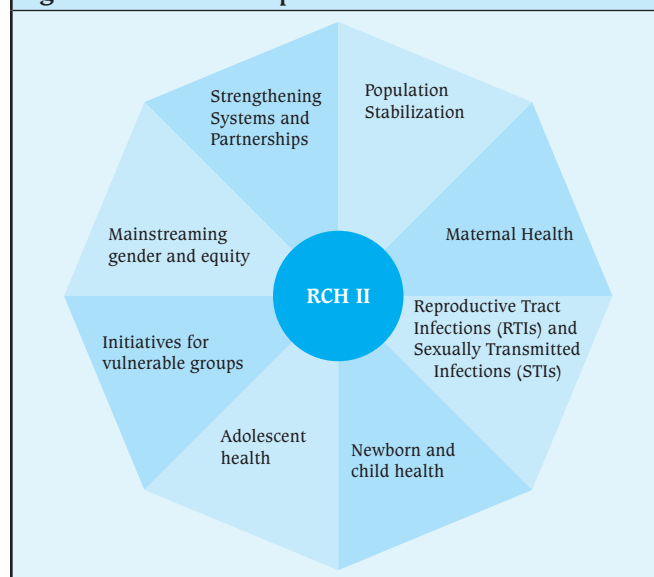 Strengthening
Systems and
Partnerships
Population
Stabilization
Maternal Health
Reproductive Tract
Infections (RTIs) and
Sexually Transmitted
Infections (STIs)
Newborn and
child health
Adolescent
health
Initiatives for
vulnerable groups
Mainstreaming
gender and equity
RCH II